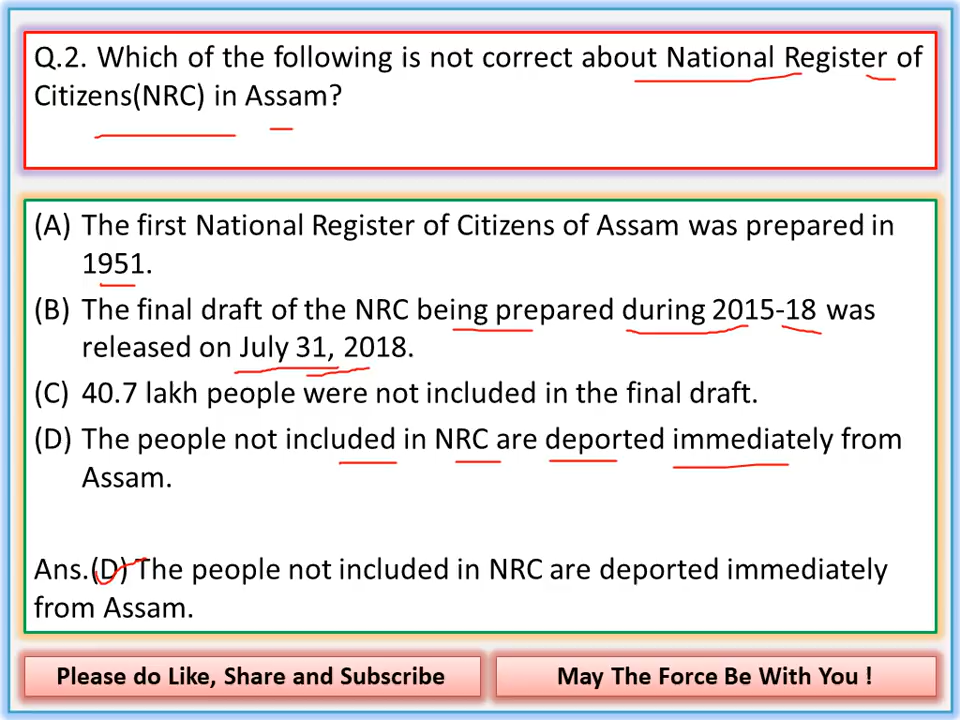 Q.2. Which of the following is not correct about National Register of
Citizens(NRC) in Assam?
(A) The first National Register of Citizens of Assam was prepared in
1951.
(B) The final draft of the NRC being prepared during 2015-18 was
released on July 31, 2018.
(C) 40.7 lakh people were not included in the final draft.
(D) The people not included in NRC are deported immediately from
Assam.
Ans.(D) The people not included in NRC are deported immediately
from Assam.
Please do Like, Share and Subscribe
May The Force Be With You !